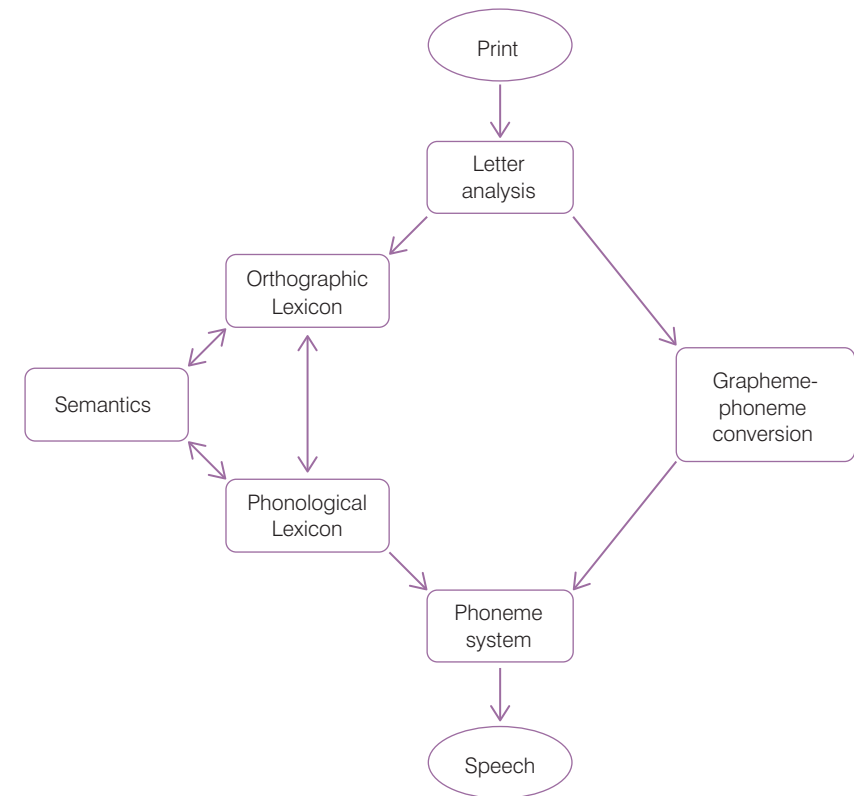 Print
Letter
analysis
Orthographic
Lexicon
Grapheme-
phoneme
conversion
Semantics
Phonological
Lexicon
Phoneme
system
Speech